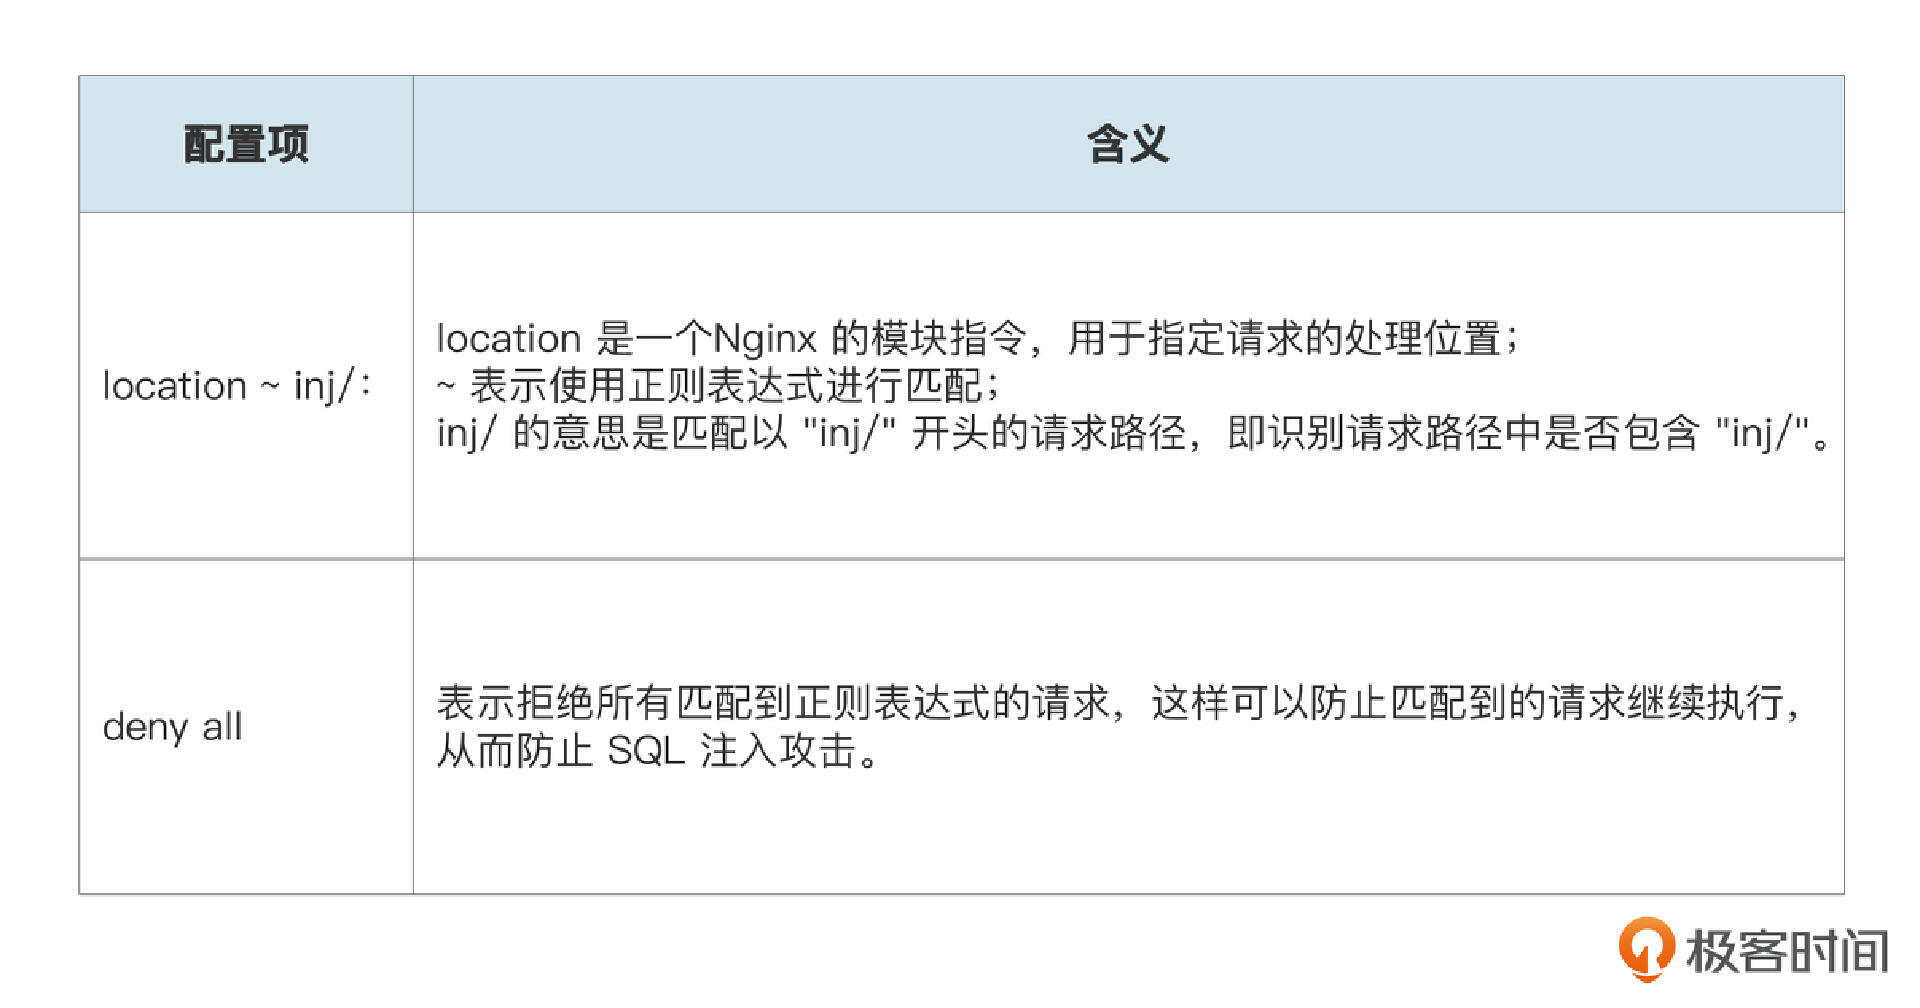 配置项
含义
location ~ inj/：
location 是一个Nginx 的模块指令，用于指定请求的处理位置；
~ 表示使用正则表达式进行匹配；
inj/ 的意思是匹配以 "inj/" 开头的请求路径，即识别请求路径中是否包含 "inj/"。
deny all
表示拒绝所有匹配到正则表达式的请求，这样可以防止匹配到的请求继续执行，
从而防止 SQL 注入攻击。
极客时间